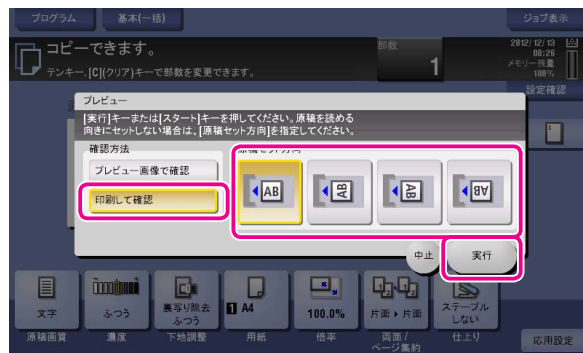 プログラム
基本(一括)
ジョブ表示
コピーできます。
テンキー,[C](クリア)キーで部数を変更できます。
部数
1
2012/12/13
00:26
メモリー残量
100%
設定確認
プレビュー
[実行]キーまたは[スタート]キーを押してください。原稿を読める
向きにセットしない場合は、[原稿セット方向]を指定してください。
確認方法
原稿セット方向
プレビュー画像で確認
印刷して確認
AB
AB
AB
AB
中止
実行
文字
ふつう
裏写り除去
ふつう
1 A4
100.0%
片面 ▸ 片面
ステープル
しない
原稿画質
濃度
下地調整
用紙
倍率
両面/
ページ集約
仕上り
応用設定